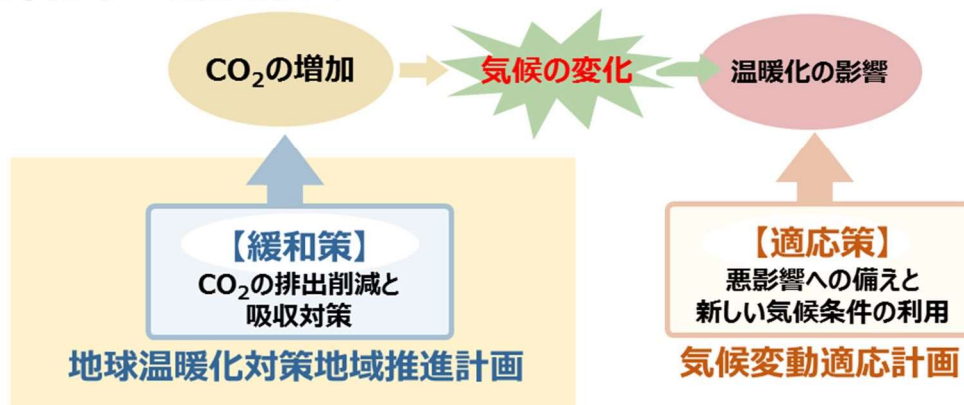 CO₂の増加
気候の変化
温暖化の影響
【緩和策】
CO₂の排出削減と
吸収対策
地球温暖化対策地域推進計画
【適応策】
悪影響への備えと
新しい気候条件の利用
気候変動適応計画